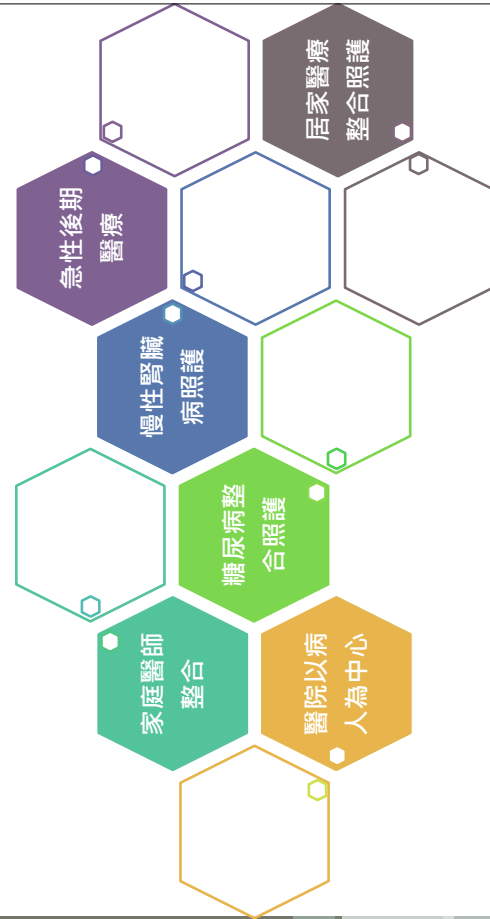 急性後期
醫療
家庭醫師
整合
慢性腎臟
病照護
糖尿病整
合照護
醫院以病
人為中心
居家醫療
整合照護